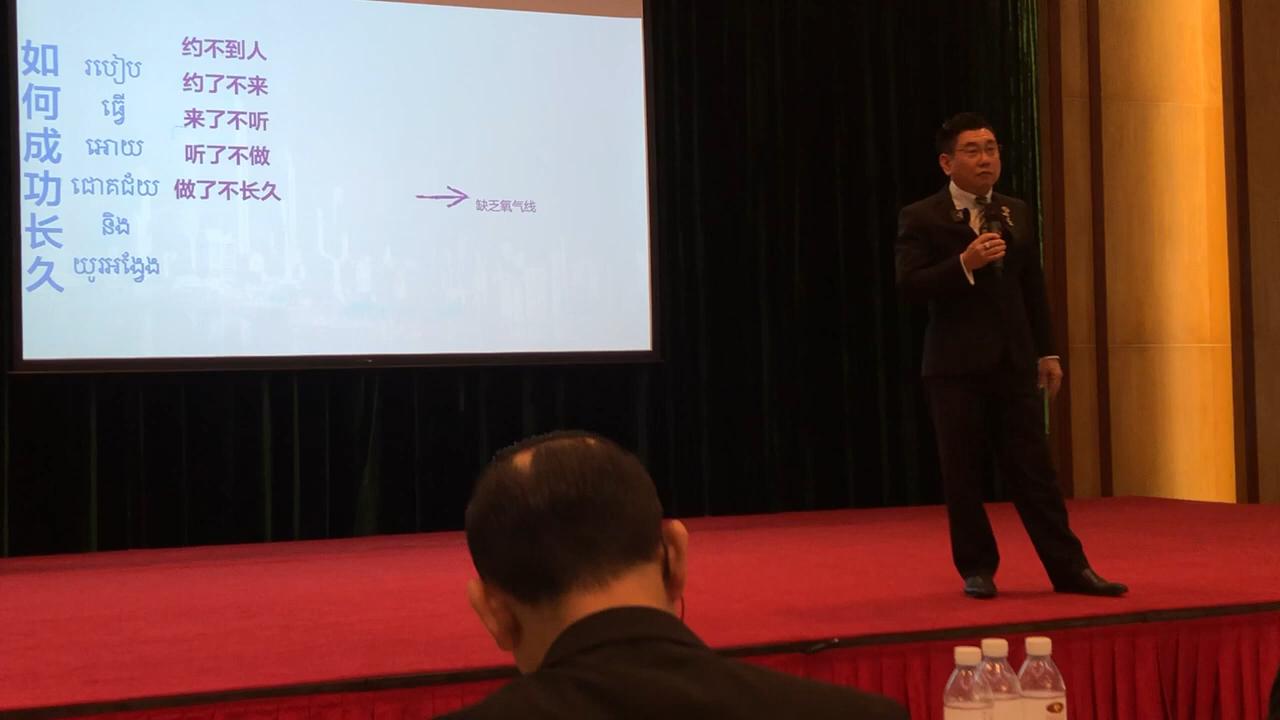 如何成功长久
របៀប
ធ្វើ
អោយ
ជោគជ័យ
និង
យូរអង្វែង
约不到人
约了不来
来了不听
听了不做
做了不长久
缺乏氧气线